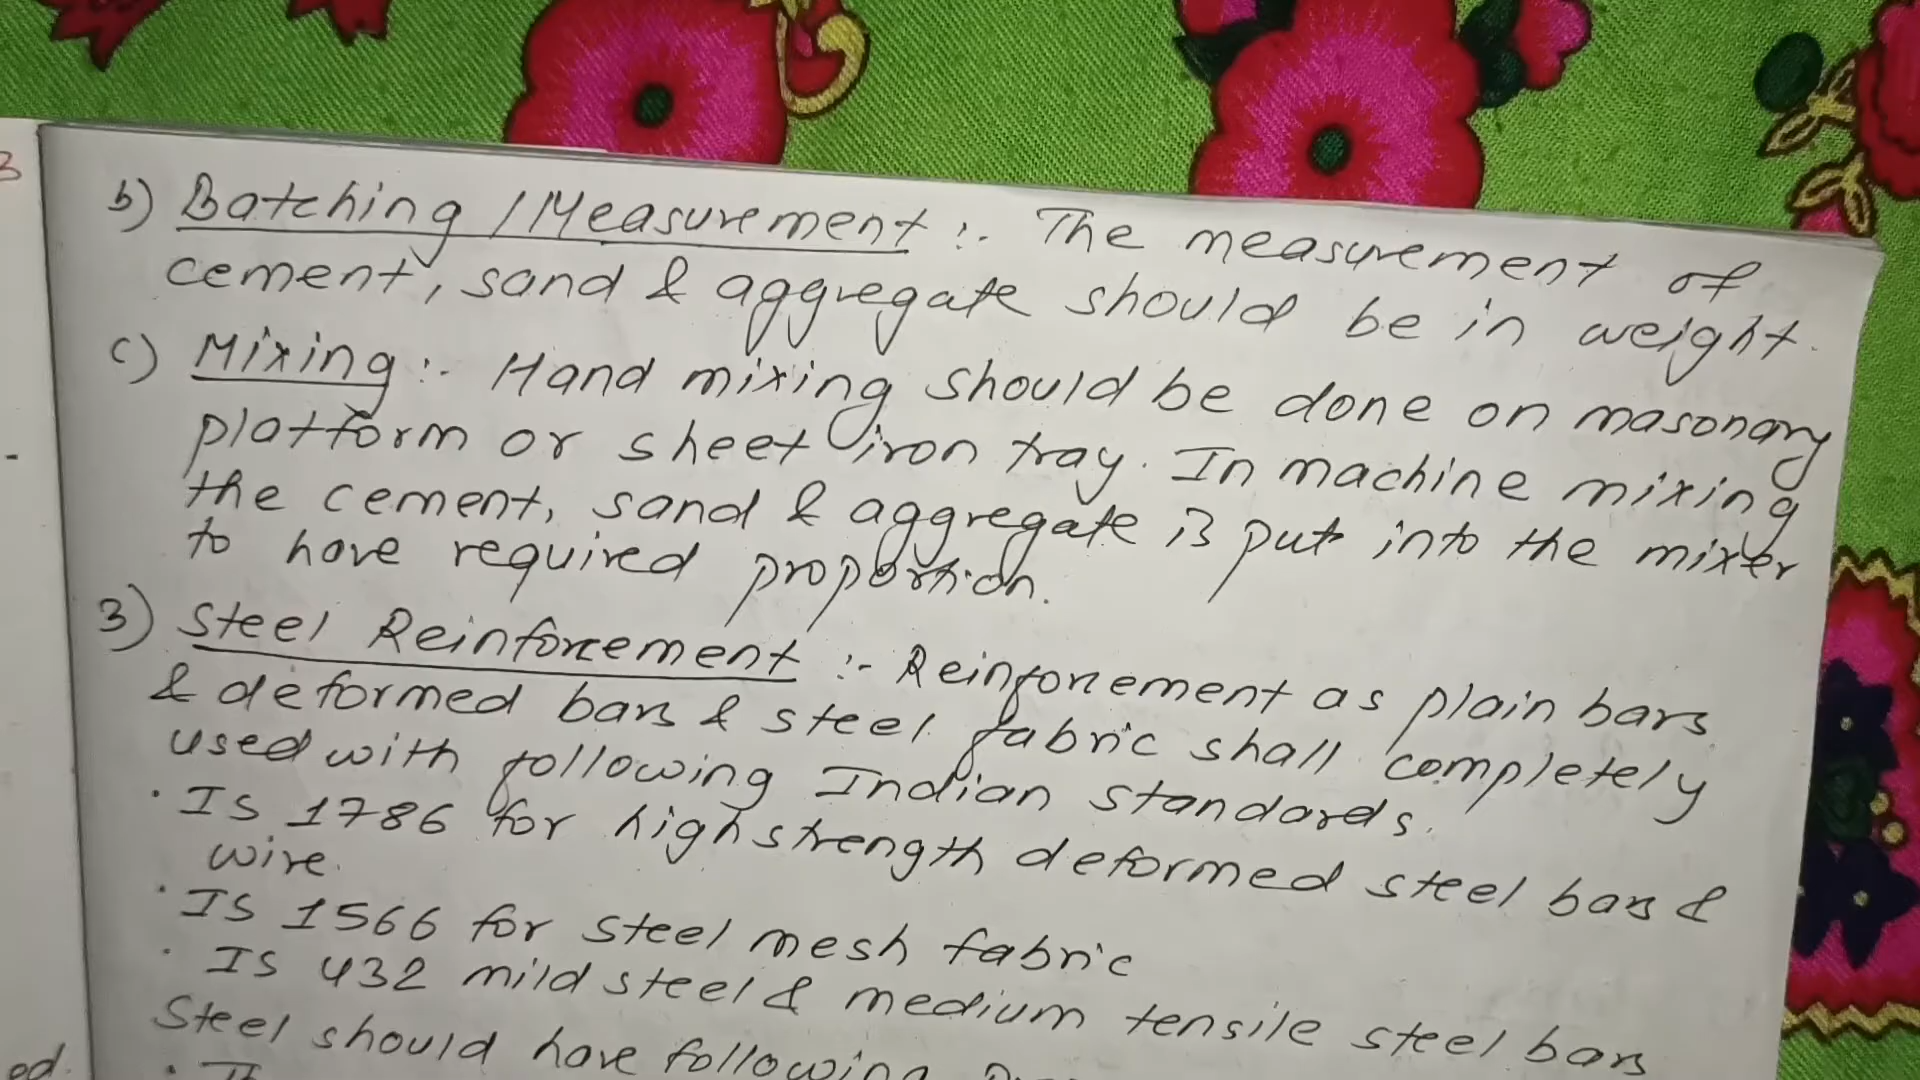 3
b) Batching / Measurement :- The measurement of
cement, sand & aggregate should be in weight.
c) Mixing :- Hand mixing should be done on masonary
platform or sheet iron tray. In machine mixing
the cement, sand & aggregate is put into the mixer
to have required proportion.
3) Steel Reinforcement :- Reinforcement as plain bars
& deformed bars & steel fabric shall completely
used with following Indian standards.
· IS 1786 for high strength deformed steel bars &
wire.
· IS 1566 for steel mesh fabric
· IS 432 mild steel & medium tensile steel bars
Steel should have following
ed.